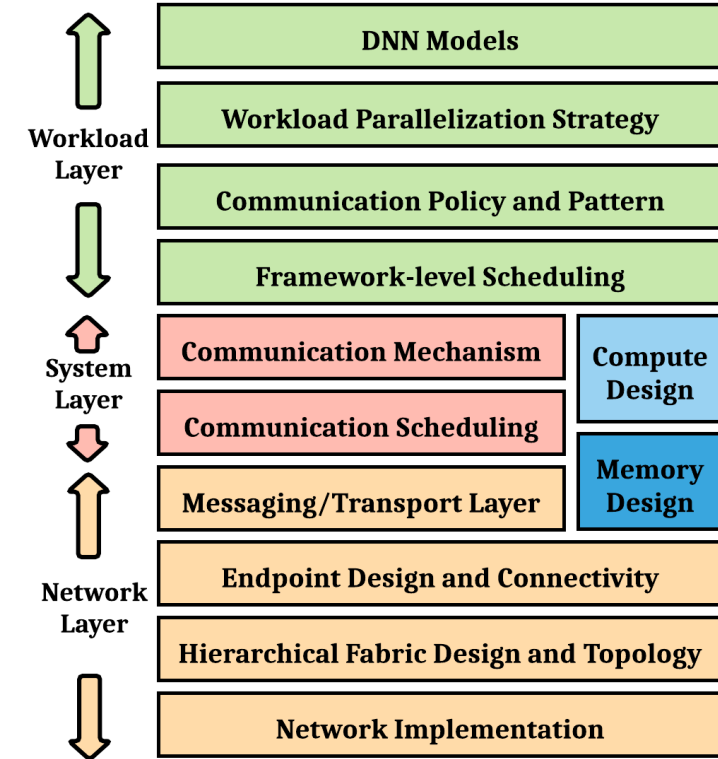 DNN Models
Workload Parallelization Strategy
Workload
Layer
Communication Policy and Pattern
Framework-level Scheduling
Communication Mechanism
Compute
Design
System
Layer
Communication Scheduling
Memory
Design
Messaging/Transport Layer
Endpoint Design and Connectivity
Network
Layer
Hierarchical Fabric Design and Topology
Network Implementation